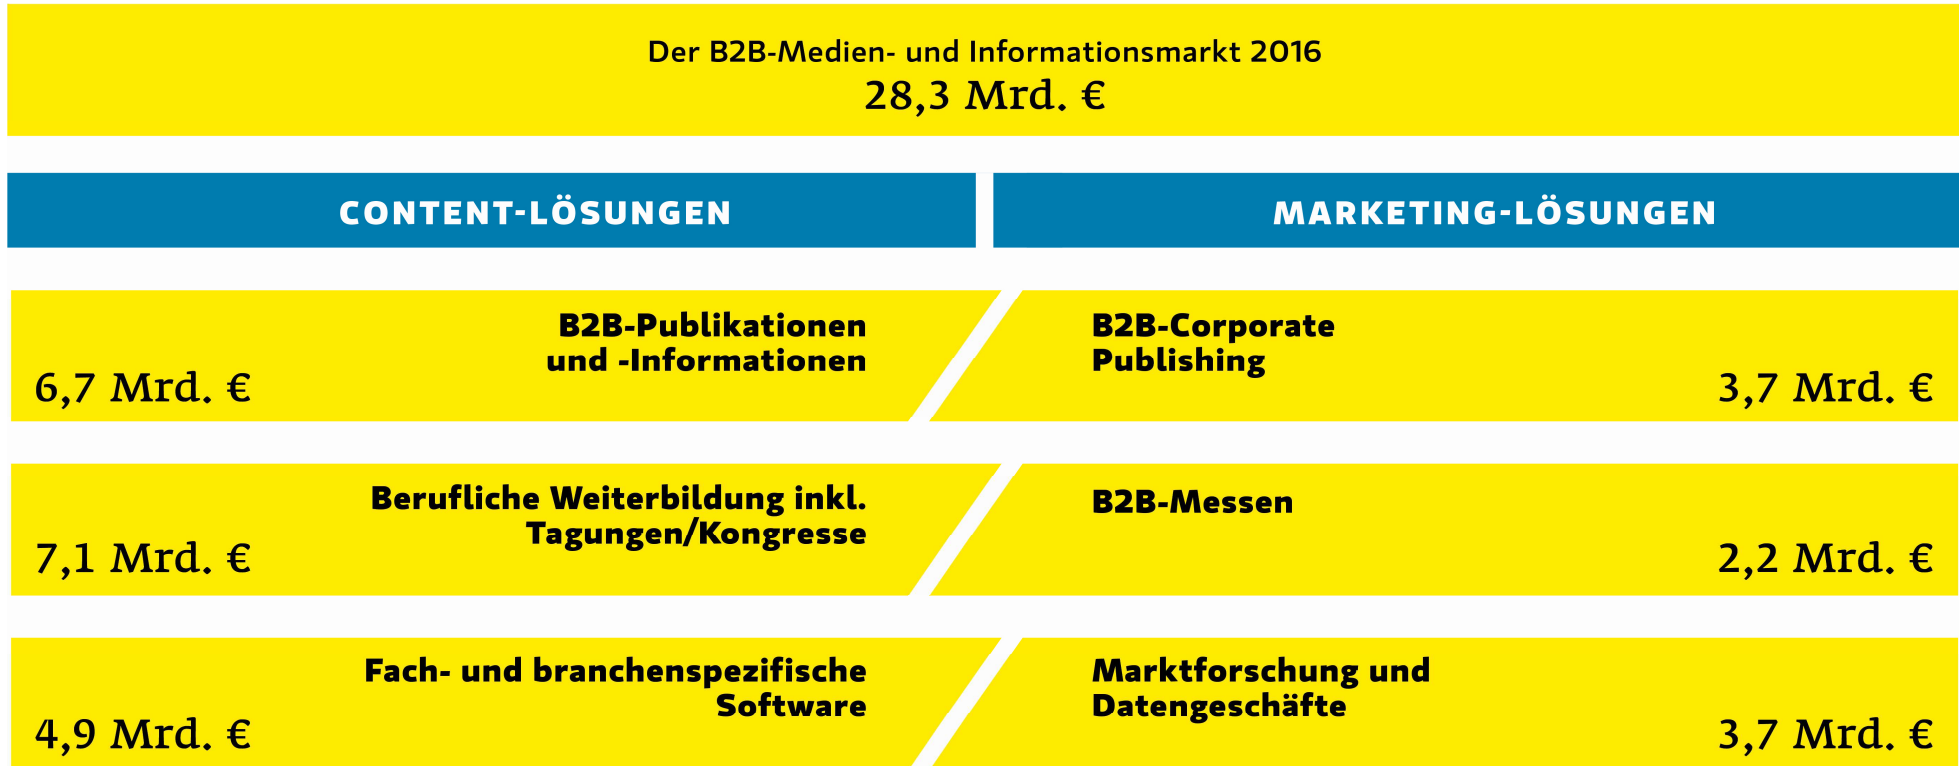 Der B2B-Medien- und Informationsmarkt 2016
28,3 Mrd. €
CONTENT-LÖSUNGEN
MARKETING-LÖSUNGEN
B2B-Publikationen
und -Informationen
6,7 Mrd. €
B2B-Corporate
Publishing
3,7 Mrd. €
Berufliche Weiterbildung inkl.
Tagungen/Kongresse
7,1 Mrd. €
B2B-Messen
2,2 Mrd. €
Fach- und branchenspezifische
Software
4,9 Mrd. €
Marktforschung und
Datengeschäfte
3,7 Mrd. €